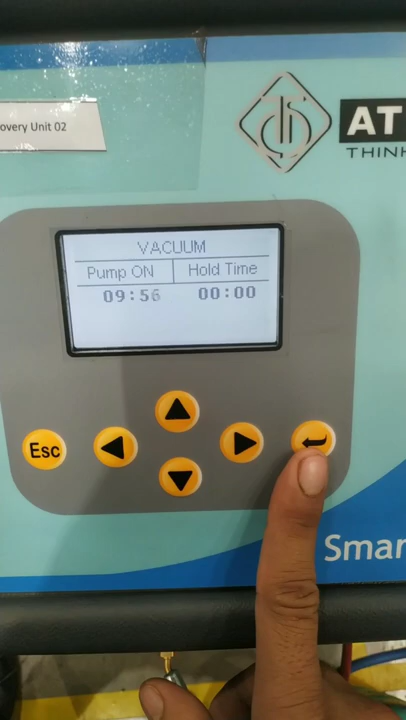 overy Unit 02
AT
THINK
VACUUM
Pump ON Hold Time
09:56 00:00
Esc
Smar